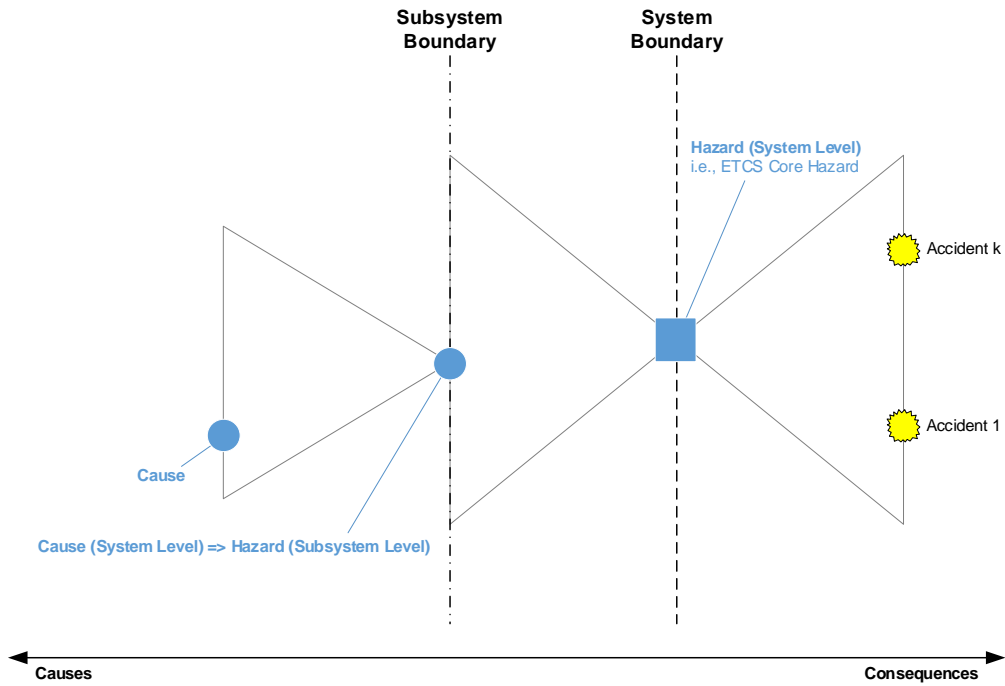 Subsystem
Boundary
System
Boundary
Hazard (System Level)
i.e., ETCS Core Hazard
Accident k
Accident 1
Cause
Cause (System Level) => Hazard (Subsystem Level)
Causes
Consequences